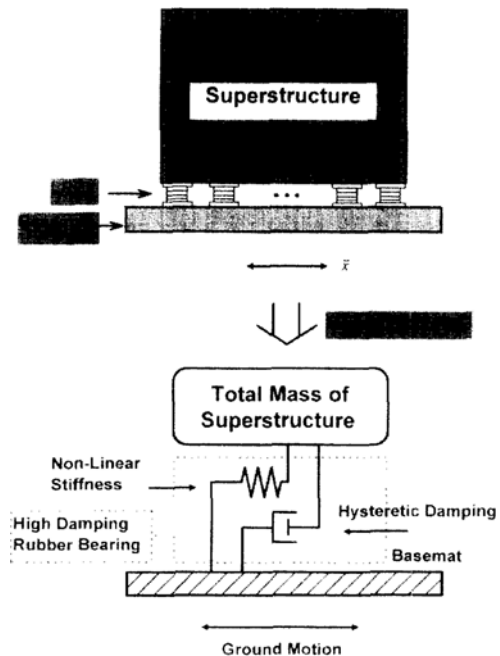 Superstructure
...
ẍ
Total Mass of
Superstructure
Non-Linear
Stiffness
High Damping
Rubber Bearing
Hysteretic Damping
Basemat
Ground Motion